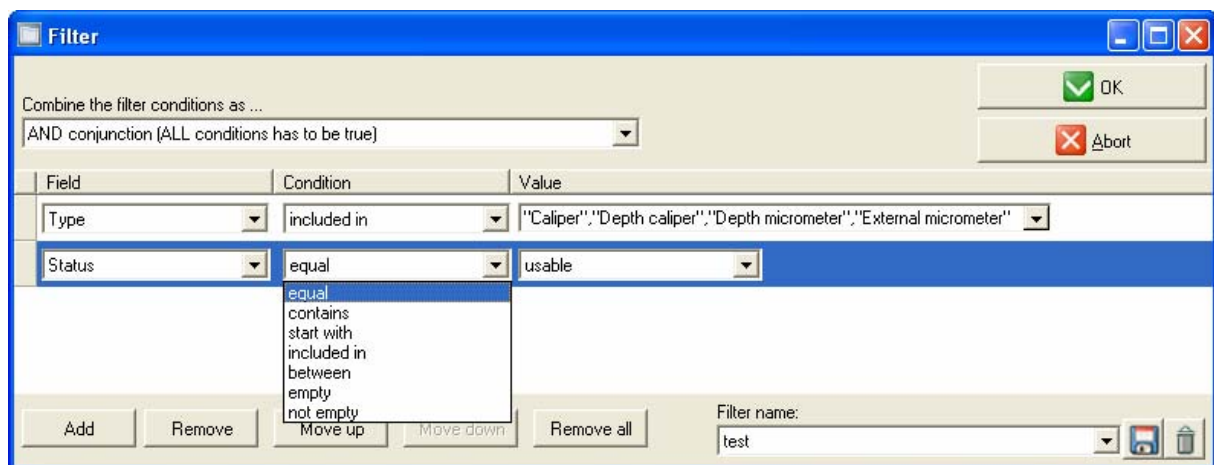 Filter
OK
Combine the filter conditions as ...
AND conjunction (ALL conditions has to be true)
Abort
Field Condition Value
Type included in "Caliper","Depth caliper","Depth micrometer","External micrometer"
Status equal usable
equal
contains
start with
included in
between
empty
not empty
Add Remove Move up Move down Remove all
Filter name:
test